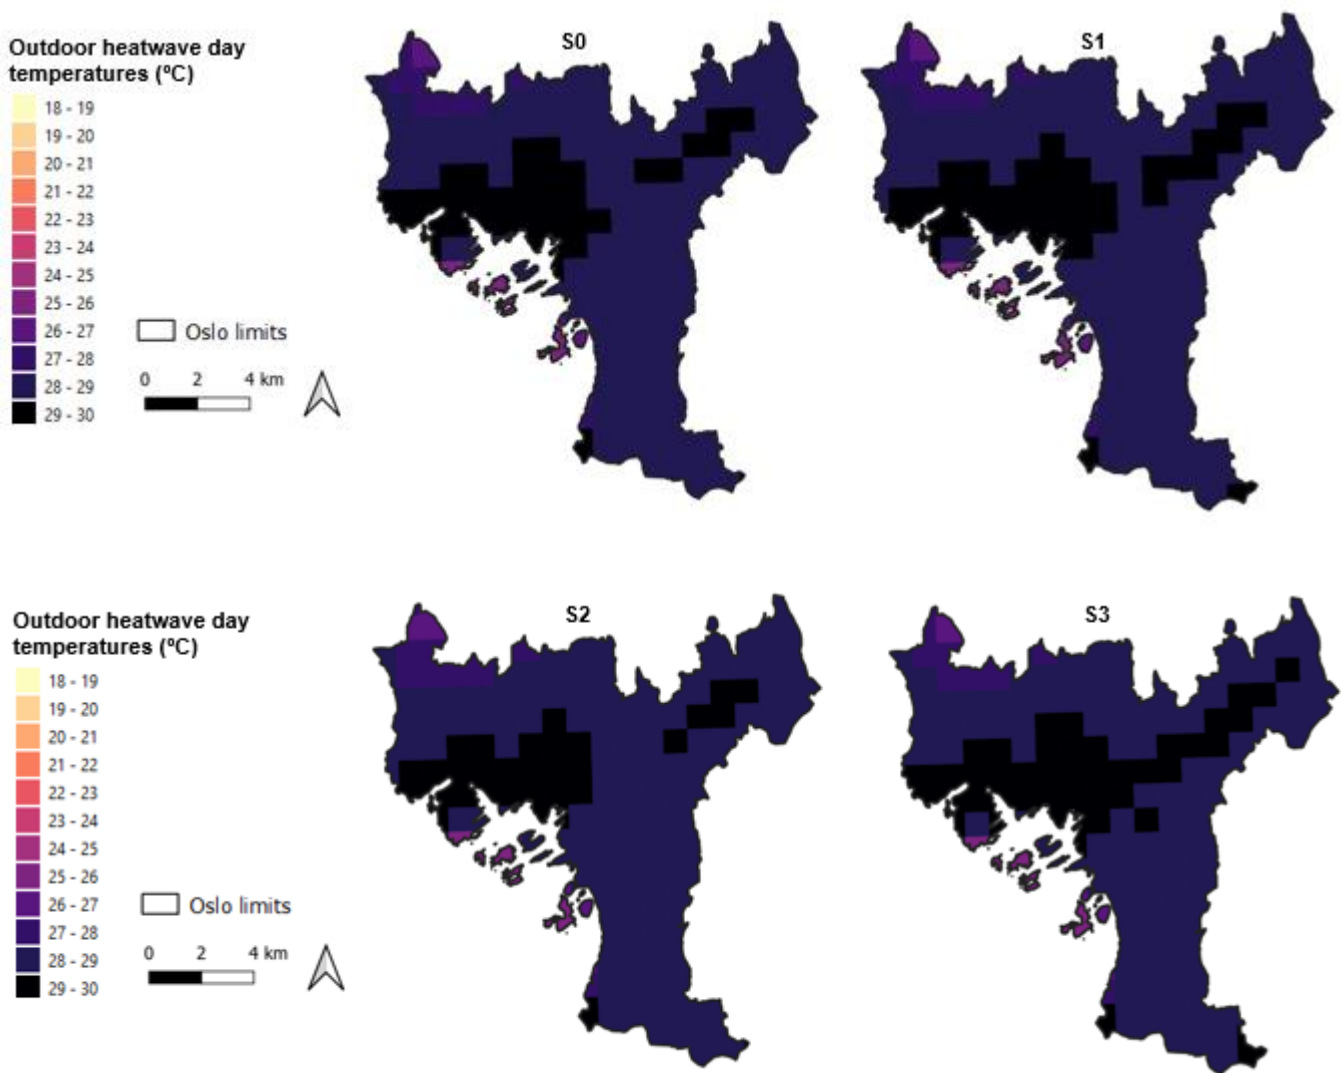 S0
S1
Outdoor heatwave day
temperatures (ºC)
18 - 19
19 - 20
20 - 21
21 - 22
22 - 23
23 - 24
24 - 25
25 - 26
26 - 27
27 - 28
28 - 29
29 - 30
Oslo limits
0 2 4 km
S2
S3
Outdoor heatwave day
temperatures (ºC)
18 - 19
19 - 20
20 - 21
21 - 22
22 - 23
23 - 24
24 - 25
25 - 26
26 - 27
27 - 28
28 - 29
29 - 30
Oslo limits
0 2 4 km